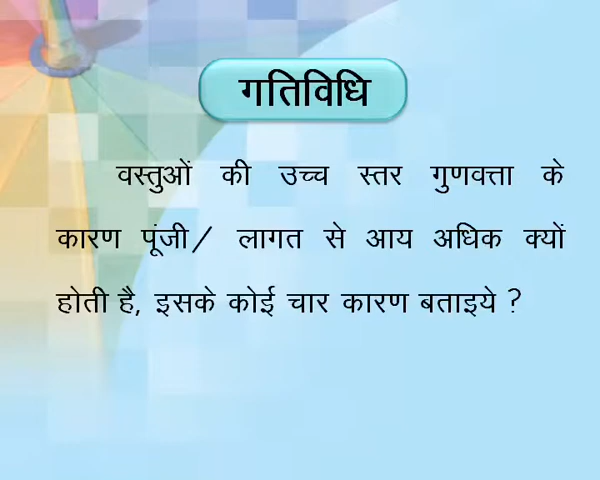 गतिविधि
वस्तुओं की उच्च स्तर गुणवत्ता के
कारण पूंजी/ लागत से आय अधिक क्यों
होती है, इसके कोई चार कारण बताइये ?